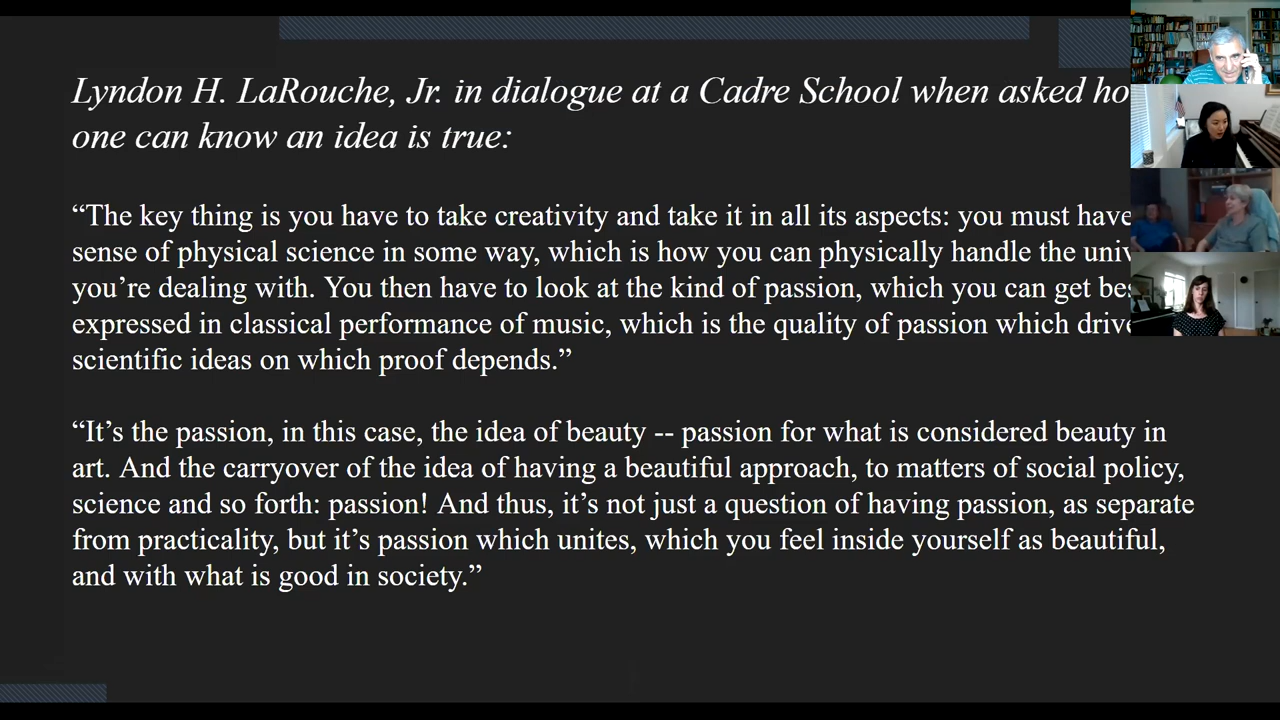 Lyndon H. LaRouche, Jr. in dialogue at a Cadre School when asked
one can know an idea is true:
“The key thing is you have to take creativity and take it in all its aspects: you must have
sense of physical science in some way, which is how you can physically handle the
you’re dealing with. You then have to look at the kind of passion, which you can get
expressed in classical performance of music, which is the quality of passion which
scientific ideas on which proof depends.”
“It’s the passion, in this case, the idea of beauty -- passion for what is considered beauty in
art. And the carryover of the idea of having a beautiful approach, to matters of social policy,
science and so forth: passion! And thus, it’s not just a question of having passion, as separate
from practicality, but it’s passion which unites, which you feel inside yourself as beautiful,
and with what is good in society.”